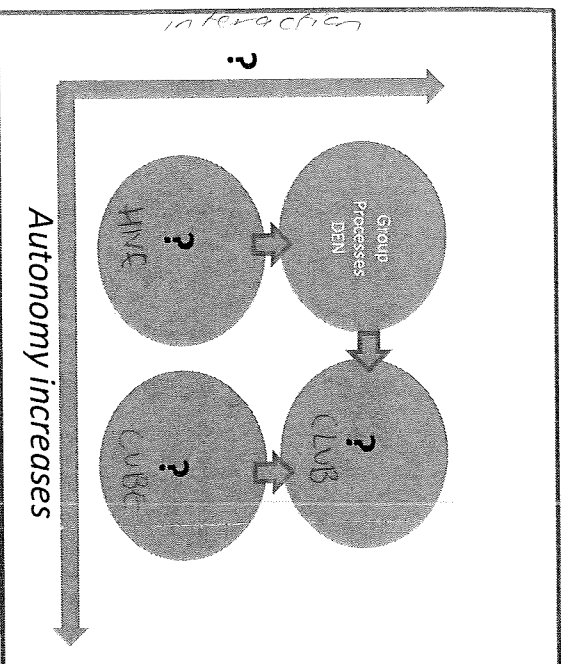 interaction
?
Group
Processes
DEN
?
CLUB
?
HIVE
?
CUBE
Autonomy increases